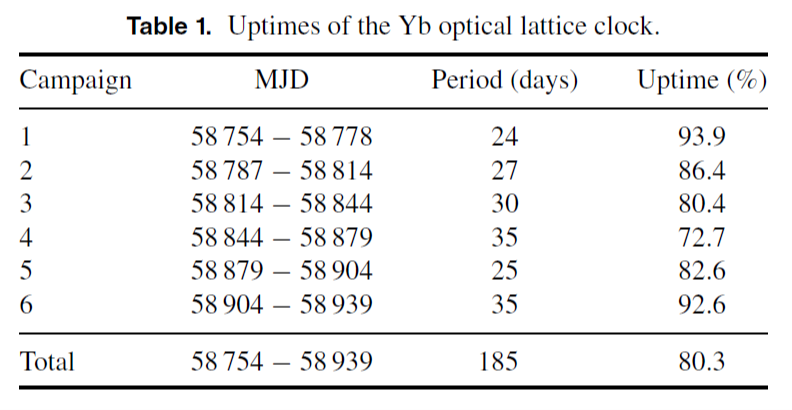 Table 1. Uptimes of the Yb optical lattice clock.
Campaign MJD Period (days) Uptime (%)
1 58 754 – 58 778 24 93.9
2 58 787 – 58 814 27 86.4
3 58 814 – 58 844 30 80.4
4 58 844 – 58 879 35 72.7
5 58 879 – 58 904 25 82.6
6 58 904 – 58 939 35 92.6
Total 58 754 – 58 939 185 80.3